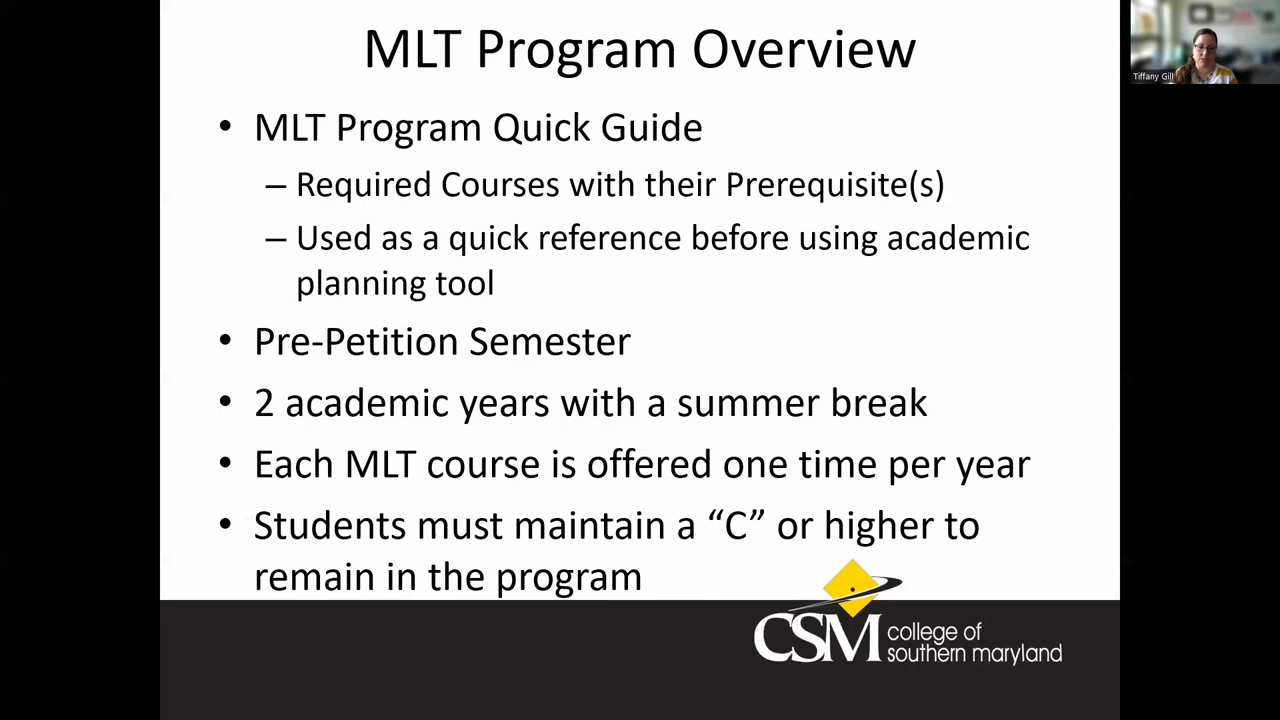 MLT Program Overview
• MLT Program Quick Guide
– Required Courses with their Prerequisite(s)
– Used as a quick reference before using academic
planning tool
• Pre-Petition Semester
• 2 academic years with a summer break
• Each MLT course is offered one time per year
• Students must maintain a “C” or higher to
remain in the program
CSM college of
southern maryland
Tiffany Gill